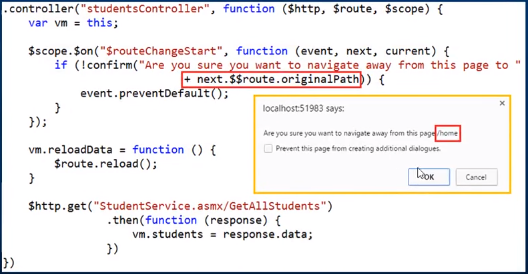 .controller("studentsController", function ($http, $route, $scope) {
var vm = this;
$scope.$on("$routeChangeStart", function (event, next, current) {
if (!confirm("Are you sure you want to navigate away from this page to "
+ next.$$route.originalPath)) {
event.preventDefault();
}
});
localhost:51983 says:
×
Are you sure you want to navigate away from this page/home
Prevent this page from creating additional dialogues.
OK
Cancel
vm.reloadData = function () {
$route.reload();
}
$http.get("StudentService.asmx/GetAllStudents")
.then(function (response) {
vm.students = response.data;
})
})